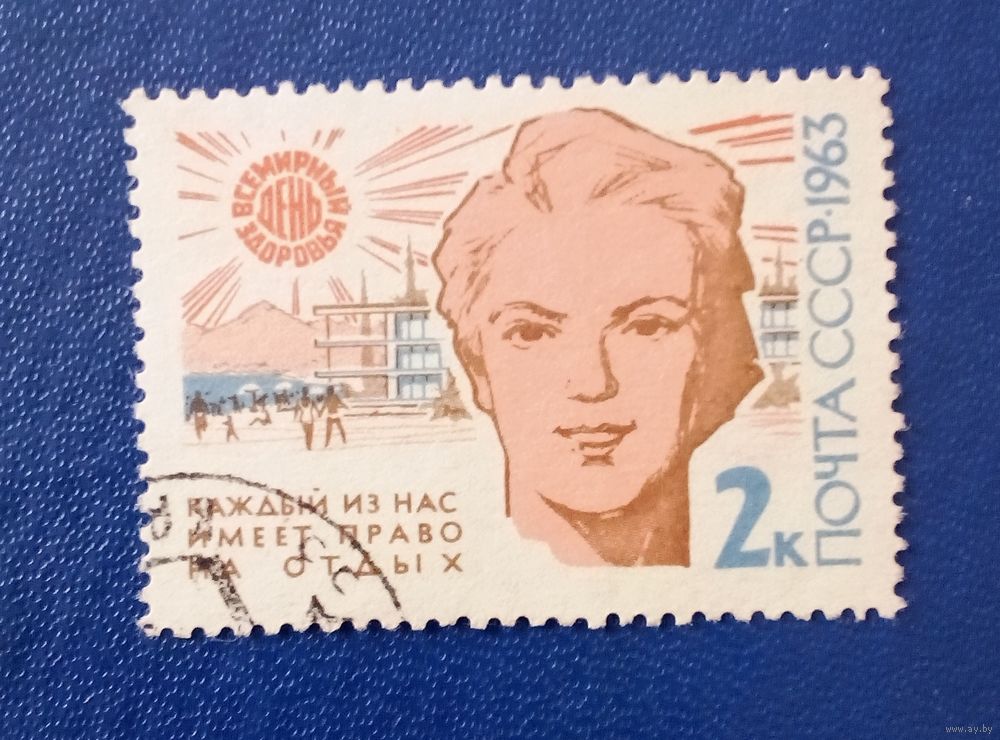 ВСЕМИРНЫЙ
ДЕНЬ
ЗДОРОВЬЯ
ПОЧТА СССР·1963
КАЖДЫЙ ИЗ НАС
ИМЕЕТ ПРАВО
НА ОТДЫХ
2к
www.ay.by